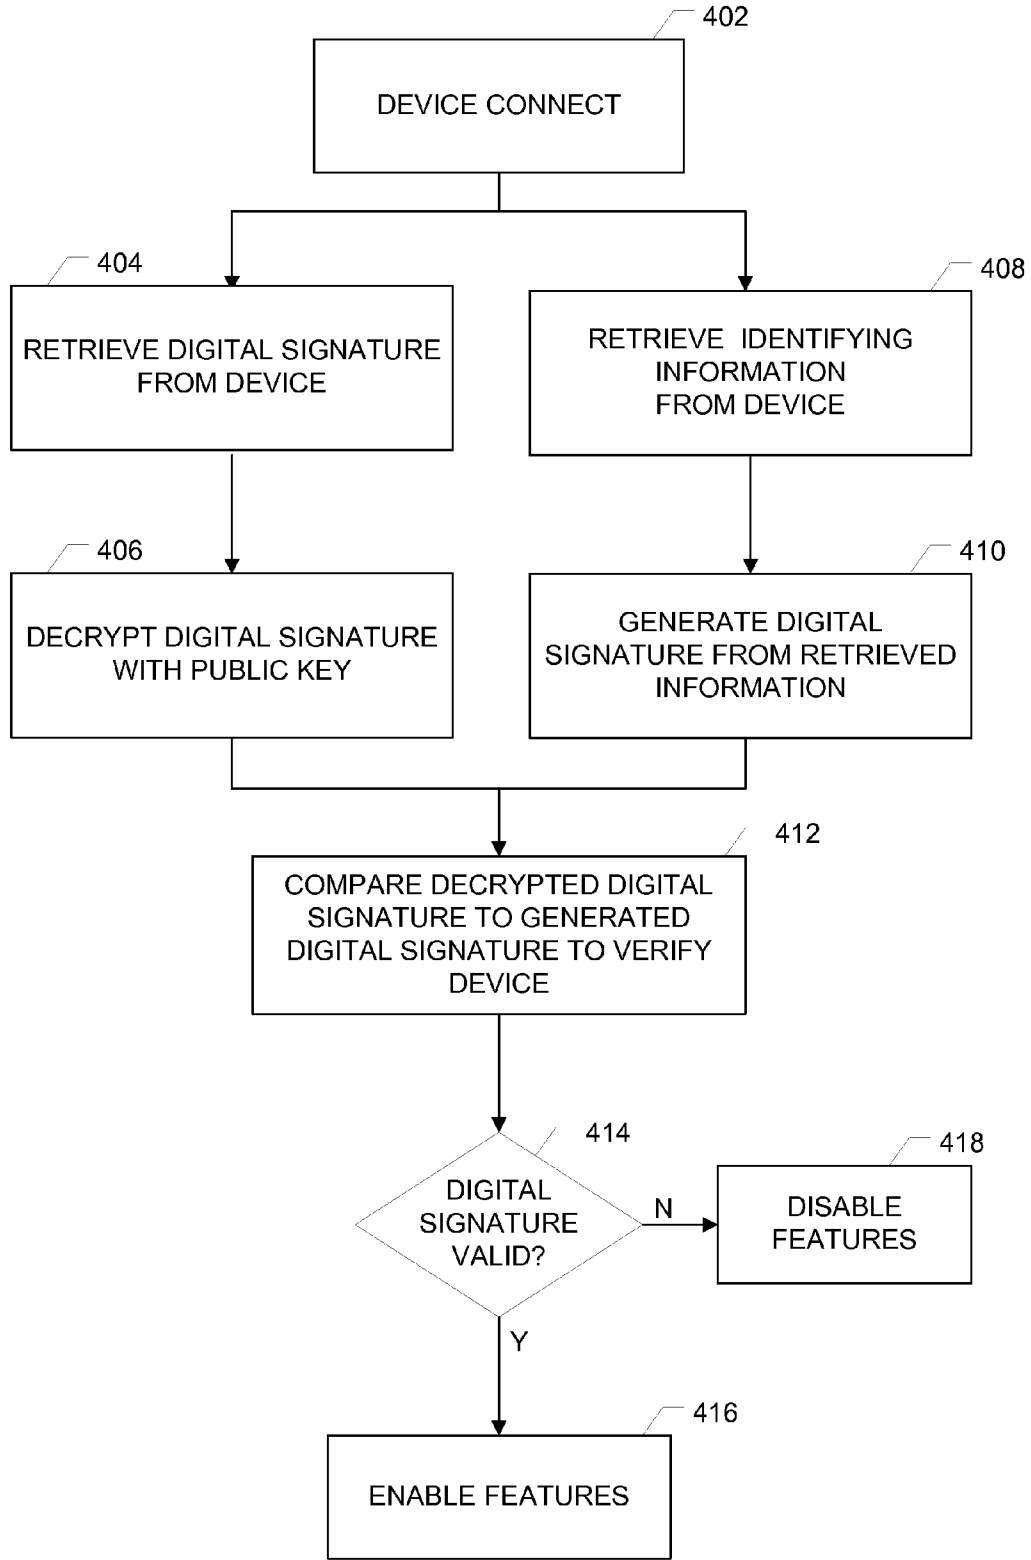 402
DEVICE CONNECT
404
RETRIEVE DIGITAL SIGNATURE
FROM DEVICE
408
RETRIEVE IDENTIFYING
INFORMATION
FROM DEVICE
406
DECRYPT DIGITAL SIGNATURE
WITH PUBLIC KEY
410
GENERATE DIGITAL
SIGNATURE FROM RETRIEVED
INFORMATION
412
COMPARE DECRYPTED DIGITAL
SIGNATURE TO GENERATED
DIGITAL SIGNATURE TO VERIFY
DEVICE
414
DIGITAL
SIGNATURE
VALID?
N
418
DISABLE
FEATURES
Y
416
ENABLE FEATURES